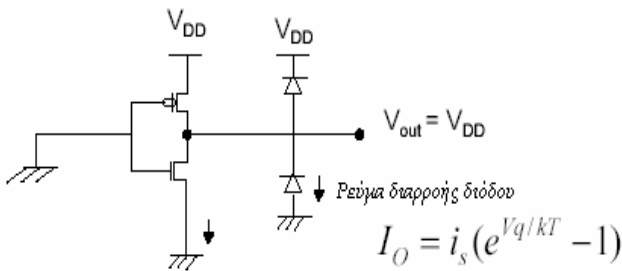 V_DD V_DD
V_out = V_DD
Ρεύμα διαρροής διόδου
I_O = i_s(e^{Vq/kT} − 1)